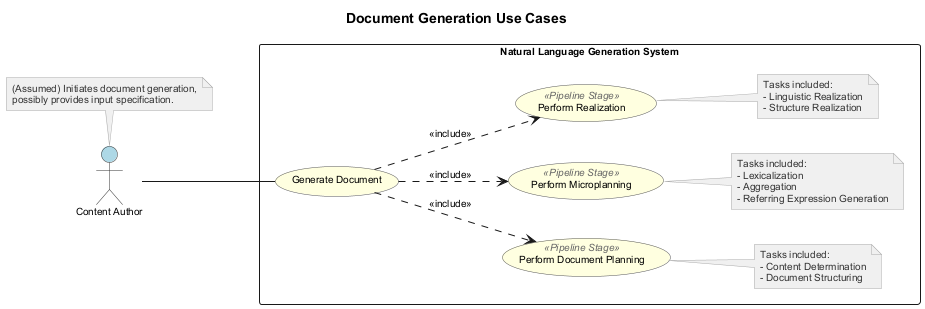 Document Generation Use Cases
Natural Language Generation System
(Assumed) Initiates document generation,
possibly provides input specification.
Content Author
Generate Document
«include»
«include»
«include»
«Pipeline Stage»
Perform Realization
Tasks included:
- Linguistic Realization
- Structure Realization
«Pipeline Stage»
Perform Microplanning
Tasks included:
- Lexicalization
- Aggregation
- Referring Expression Generation
«Pipeline Stage»
Perform Document Planning
Tasks included:
- Content Determination
- Document Structuring